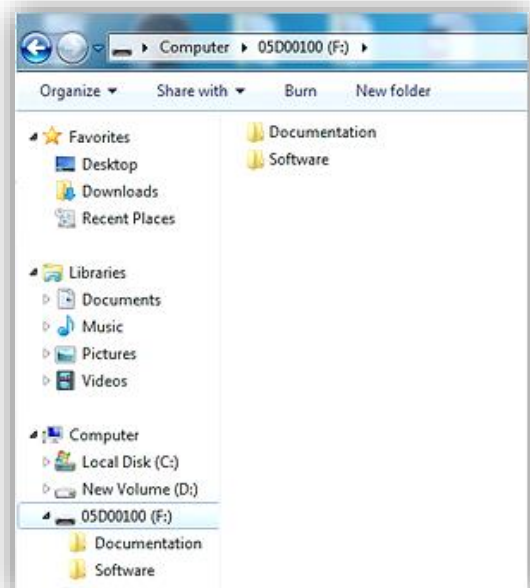 Computer 05D00100 (F:)
Organize Share with Burn New folder
Favorites
Desktop
Downloads
Recent Places
Libraries
Documents
Music
Pictures
Videos
Computer
Local Disk (C:)
New Volume (D:)
05D00100 (F:)
Documentation
Software
Documentation
Software